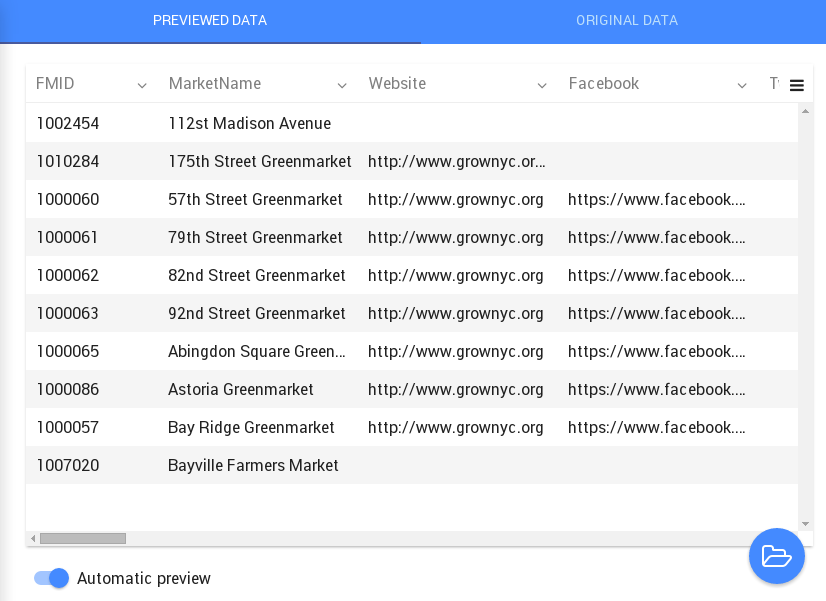 PREVIEWED DATA ORIGINAL DATA
FMID MarketName Website Facebook
1002454 112st Madison Avenue
1010284 175th Street Greenmarket http://www.grownyc.or...
1000060 57th Street Greenmarket http://www.grownyc.org https://www.facebook....
1000061 79th Street Greenmarket http://www.grownyc.org https://www.facebook....
1000062 82nd Street Greenmarket http://www.grownyc.org https://www.facebook....
1000063 92nd Street Greenmarket http://www.grownyc.org https://www.facebook....
1000065 Abingdon Square Green... http://www.grownyc.org https://www.facebook....
1000086 Astoria Greenmarket http://www.grownyc.org https://www.facebook....
1000057 Bay Ridge Greenmarket http://www.grownyc.org https://www.facebook....
1007020 Bayville Farmers Market
Automatic preview